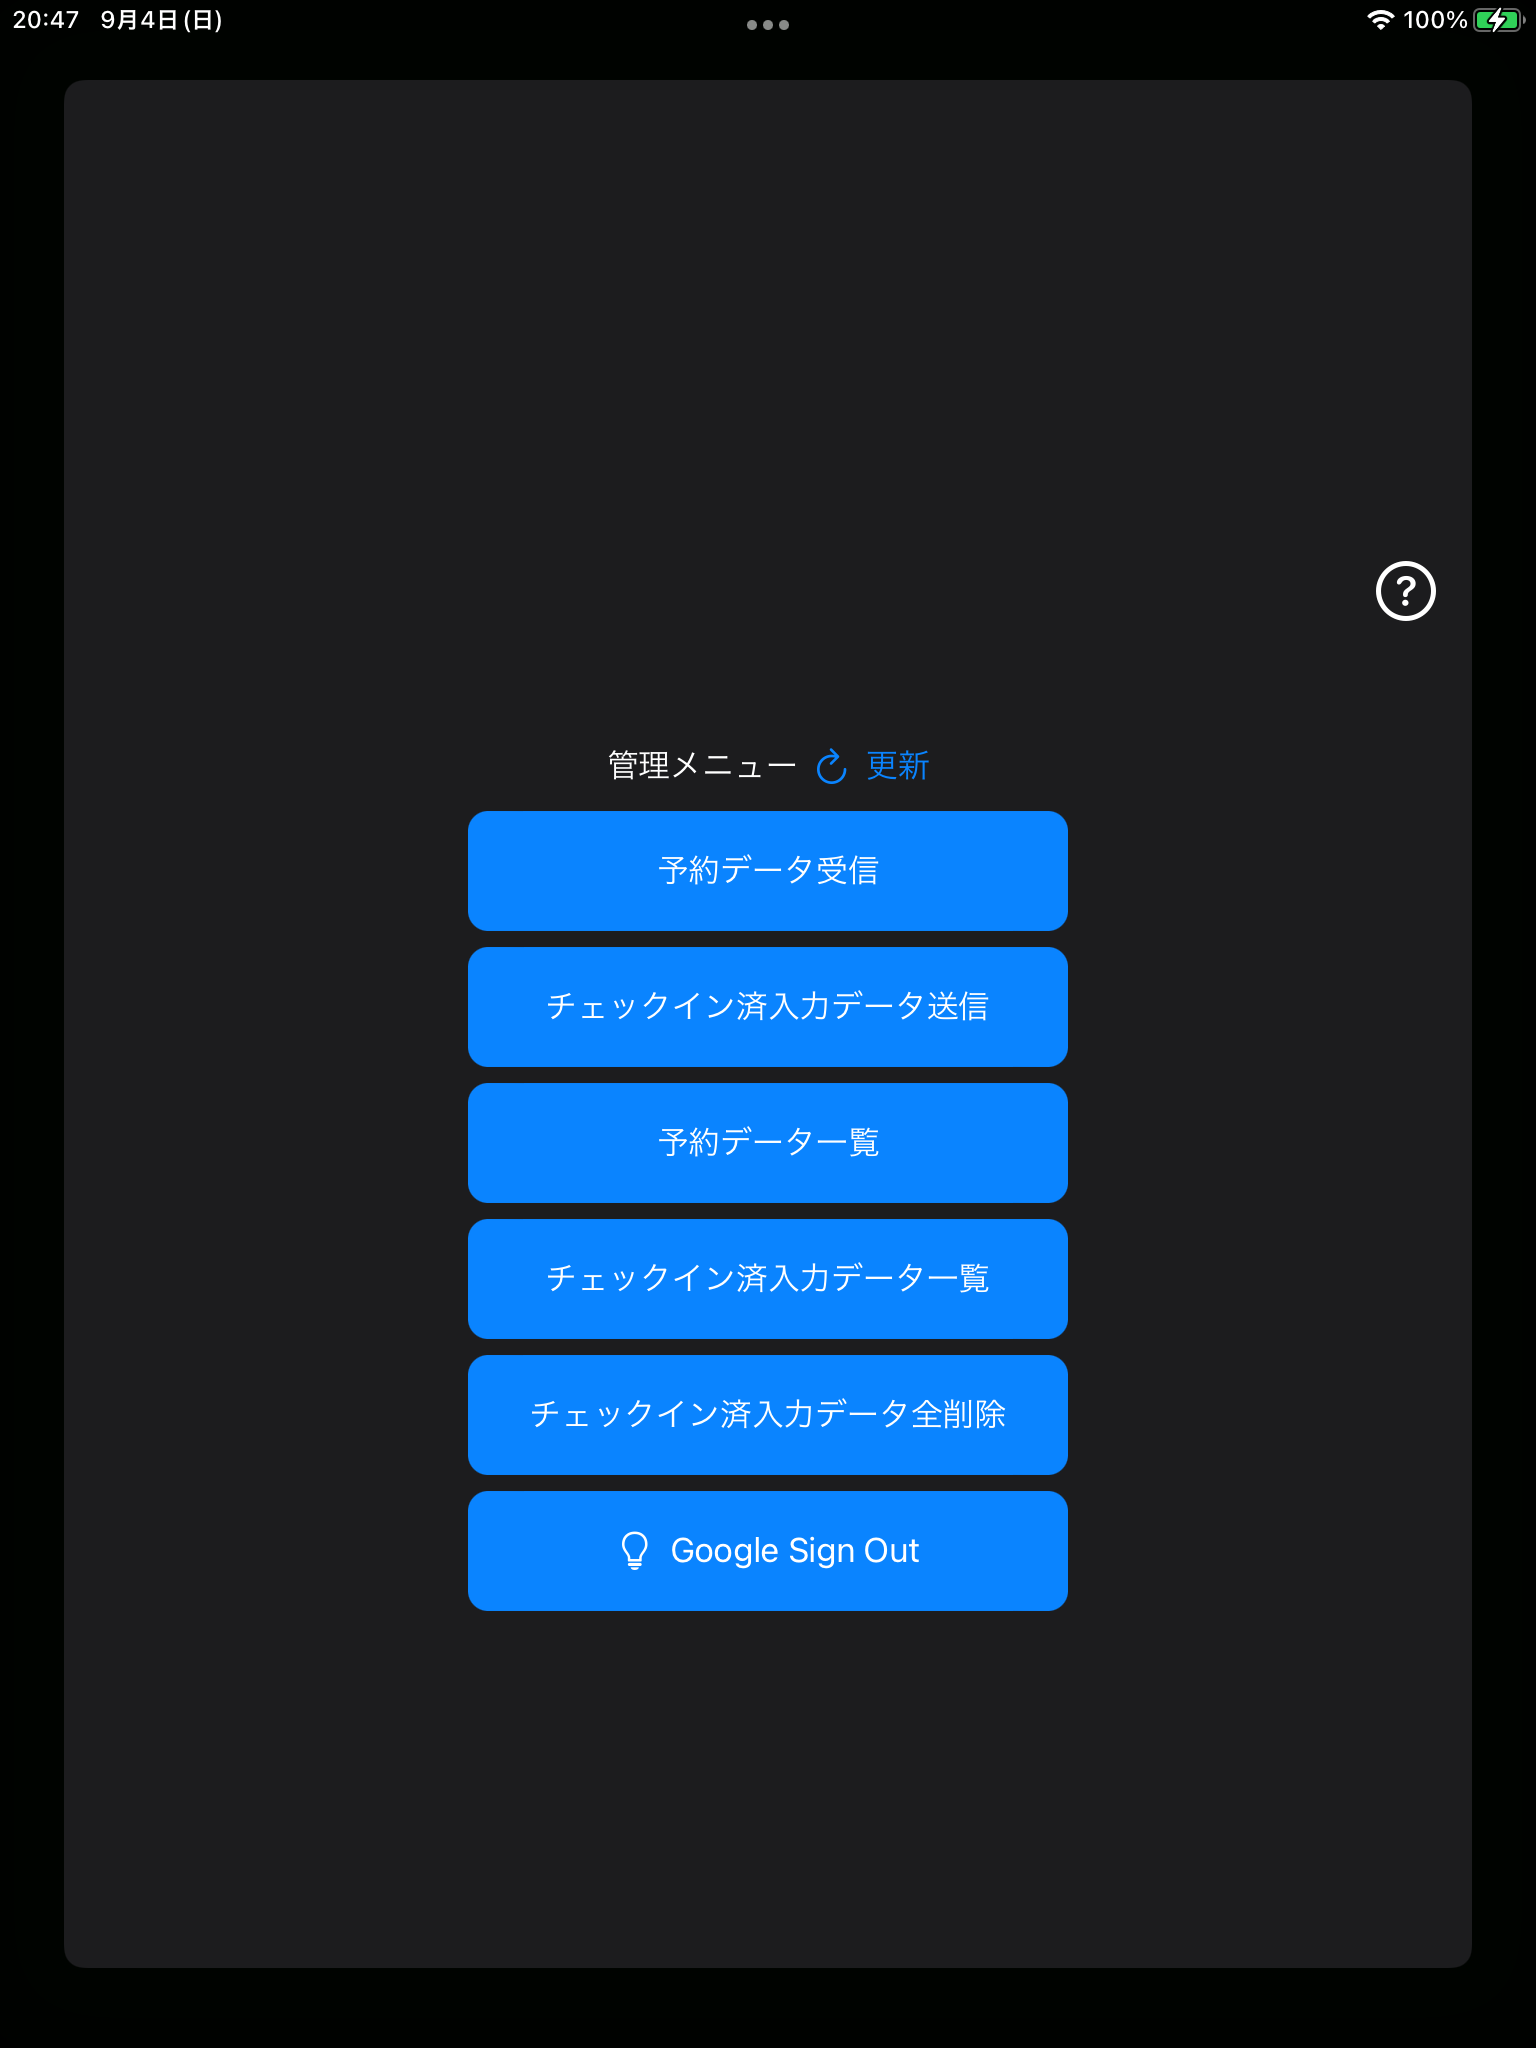 20:47 9月4日(日)
100%
管理メニュー 更新
予約データ受信
チェックイン済入力データ送信
予約データ一覧
チェックイン済入力データ一覧
チェックイン済入力データ全削除
Google Sign Out